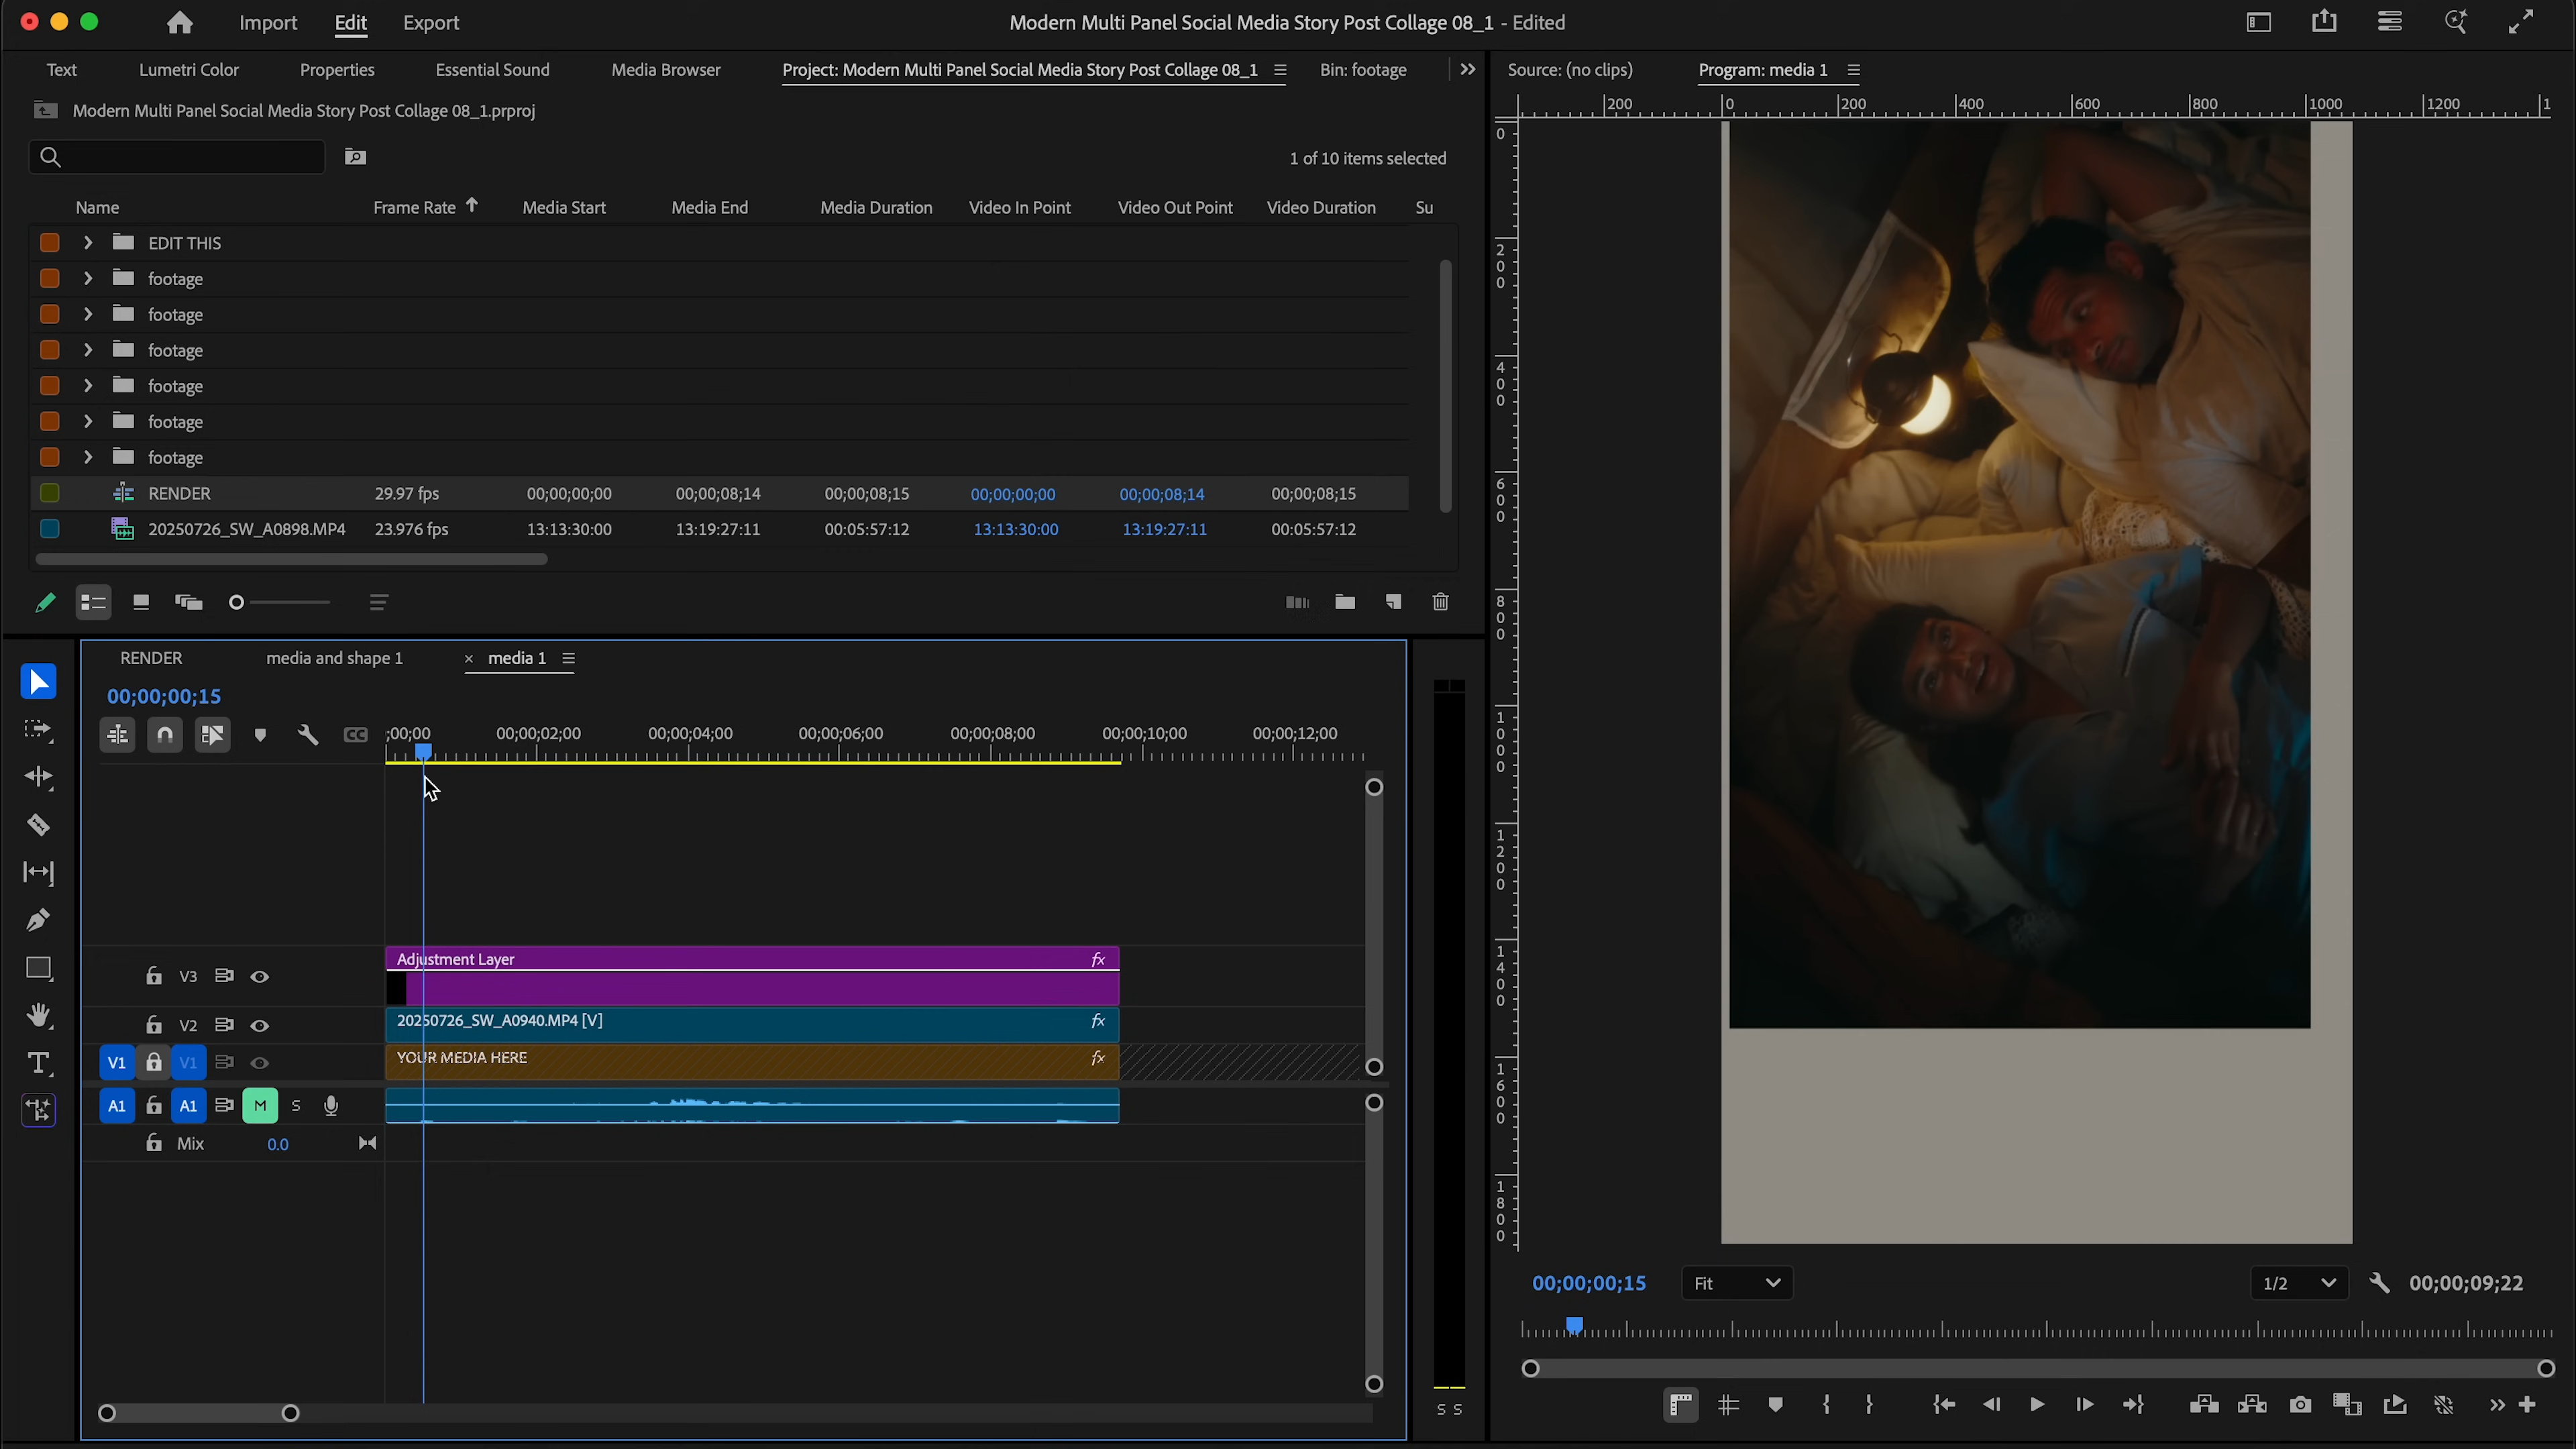 Import Edit Export Modern Multi Panel Social Media Story Post Collage 08_1 - Edited
Text Lumetri Color Properties Essential Sound Media Browser Project: Modern Multi Panel Social Media Story Post Collage 08_1 Bin: footage
Source: (no clips) Program: media 1
Modern Multi Panel Social Media Story Post Collage 08_1.prproj
200 0 200 400 600 800 1000 1200 1
1 of 10 items selected
Name Frame Rate Media Start Media End Media Duration Video In Point Video Out Point Video Duration Su
EDIT THIS
footage
footage
footage
footage
footage
footage
RENDER 29.97 fps 00;00;00;00 00;00;08;14 00;00;08;15 00;00;00;00 00;00;08;14 00;00;08;15
20250726_SW_A0898.MP4 23.976 fps 13:13:30:00 13:19:27:11 00:05:57:12 13:13:30:00 13:19:27:11 00:05:57:12
0
200
400
600
800
1000
1200
1400
1600
1800
RENDER media and shape 1 × media 1
00;00;00;15
CC ;00;00 00;00;02;00 00;00;04;00 00;00;06;00 00;00;08;00 00;00;10;00 00;00;12;00
V3 Adjustment Layer fx
V2 20250726_SW_A0940.MP4 [V] fx
V1 V1 YOUR MEDIA HERE fx
A1 A1 M S
Mix 0.0
S S
00;00;00;15 Fit 1/2 00;00;09;22